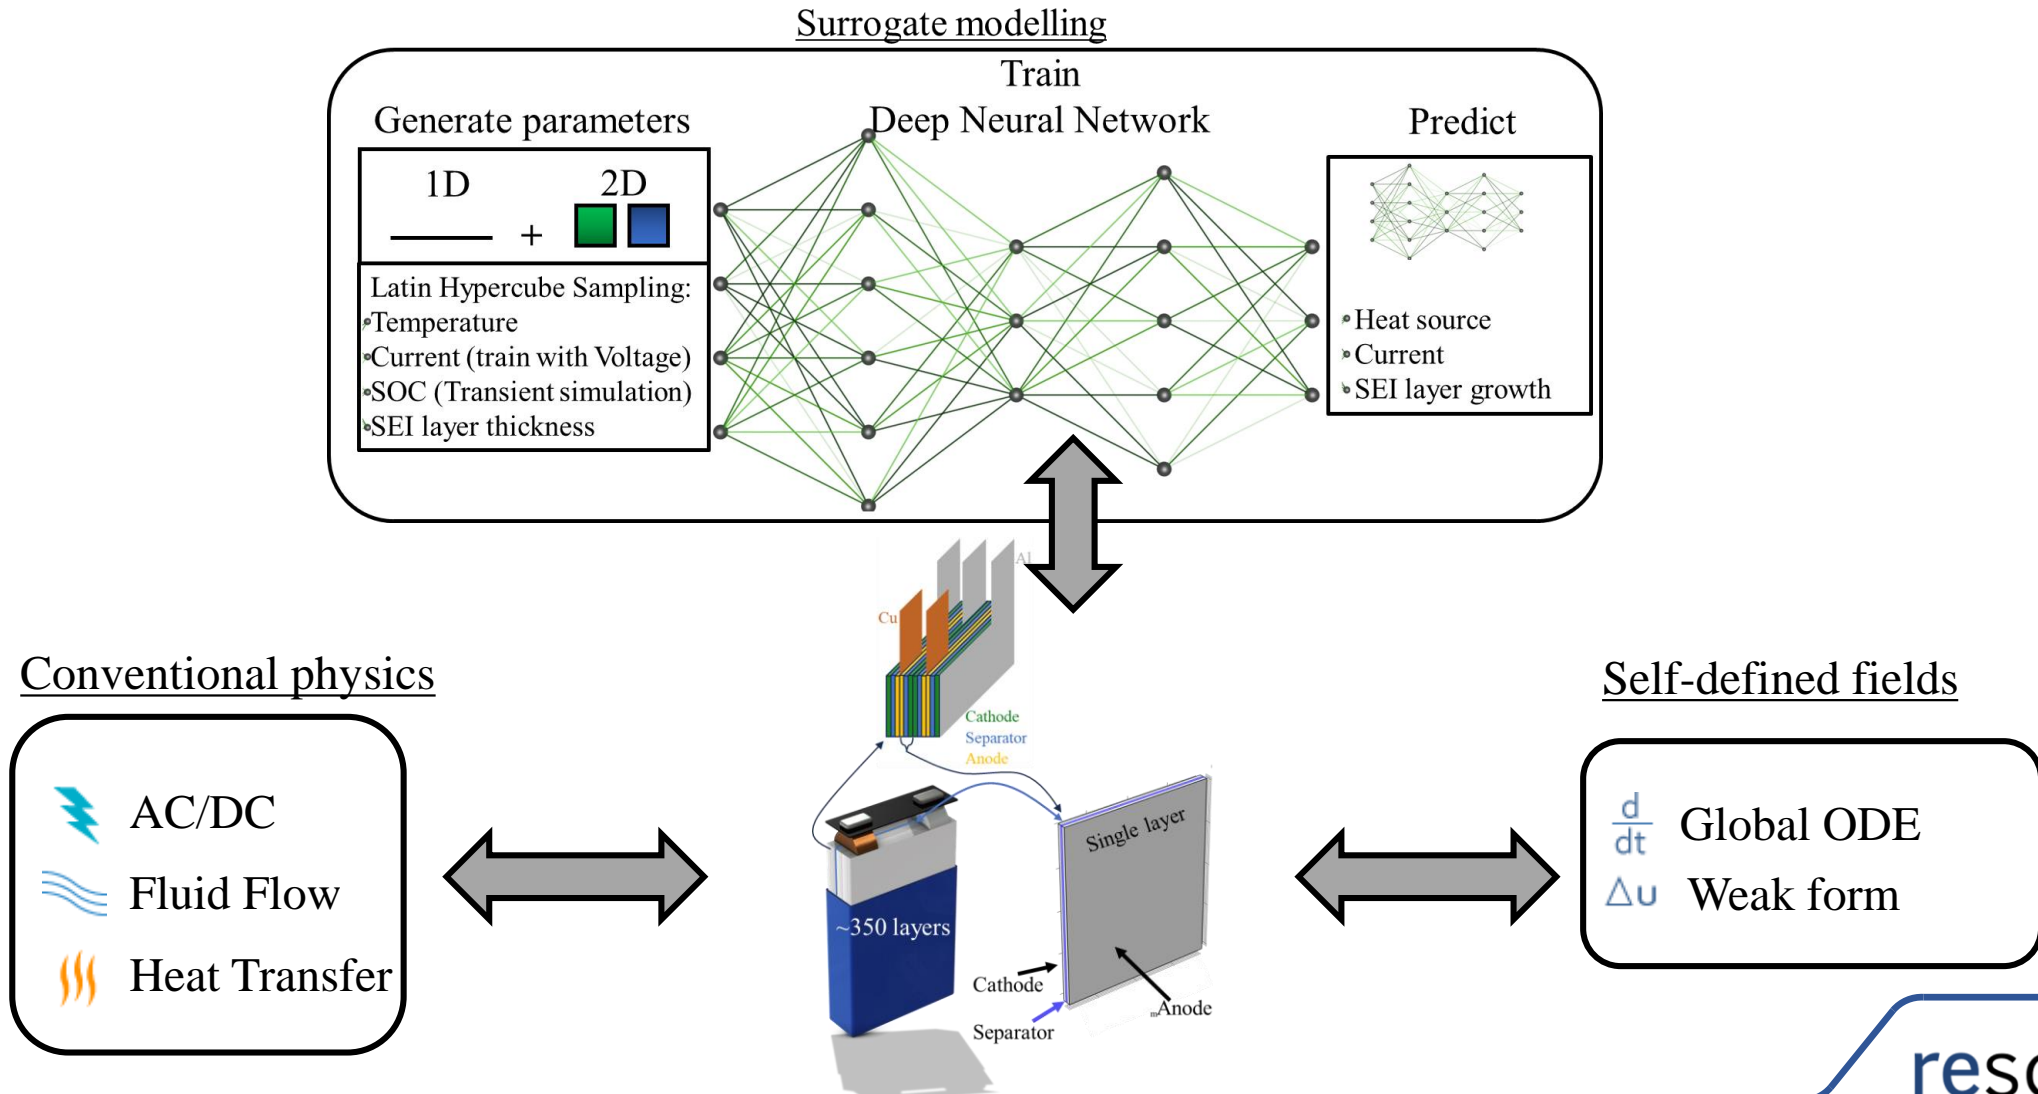 Surrogate modelling
Train
Deep Neural Network
Generate parameters
1D
+
2D
Latin Hypercube Sampling:
Temperature
Current (train with Voltage)
SOC (Transient simulation)
SEI layer thickness
Predict
Heat source
Current
SEI layer growth
Al
Cu
Cathode
Separator
Anode
Conventional physics
AC/DC
Fluid Flow
Heat Transfer
~350 layers
Single layer
Cathode
Separator
m
Anode
Self-defined fields
d
dt
Global ODE
Δu
Weak form